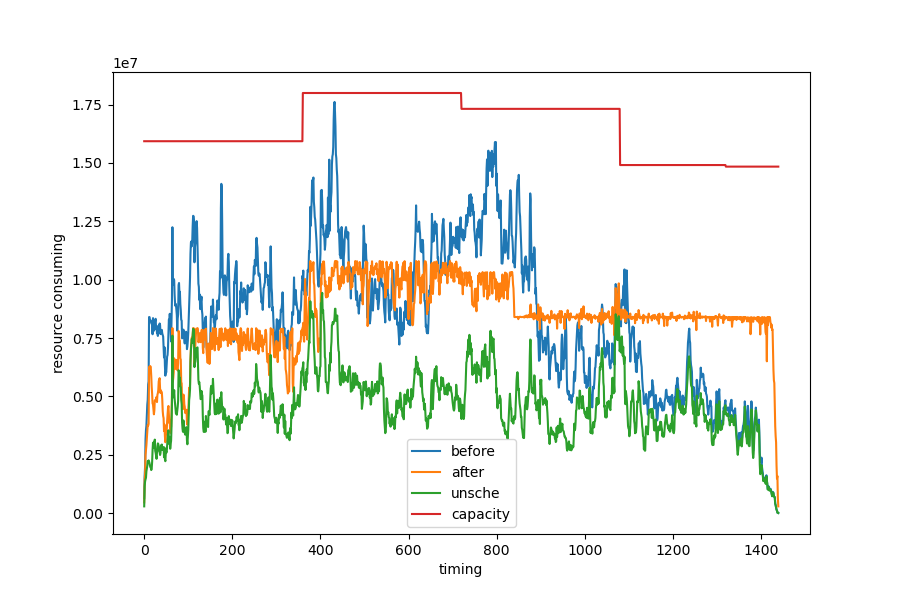 1e7
1.75
1.50
1.25
1.00
0.75
0.50
0.25
0.00
resource consuming
before
after
unsche
capacity
0 200 400 600 800 1000 1200 1400
timing